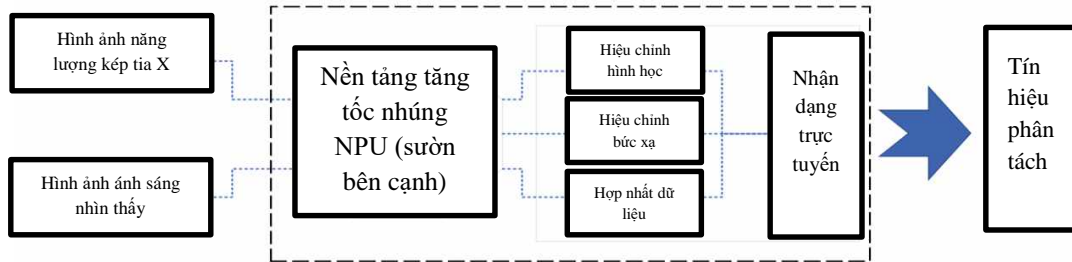 Hình ảnh năng
lượng kép tia X
Hình ảnh ánh sáng
nhìn thấy
Nền tảng tăng
tốc nhúng
NPU (sườn
bên cạnh)
Hiệu chỉnh
hình học
Hiệu chỉnh
bức xạ
Hợp nhất dữ
liệu
Nhận
dạng
trực
tuyến
Tín
hiệu
phân
tách